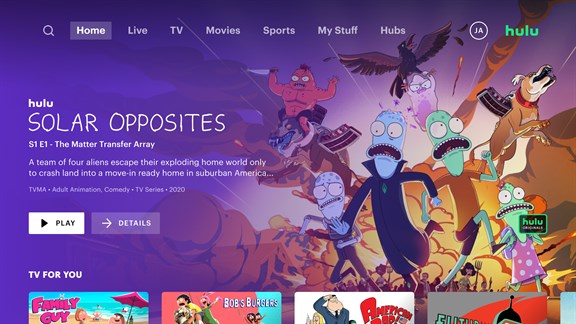 Home Live TV Movies Sports My Stuff Hubs JA hulu
hulu
SOLAR OPPOSITES
S1 E1 - The Matter Transfer Array
A team of four aliens escape their exploding home world only
to crash land into a move-in ready home in suburban America...
TVMA • Adult Animation, Comedy • TV Series • 2020
PLAY DETAILS
hulu
ORIGINALS
TV FOR YOU
FAMILY
GUY
BOB'S BURGERS
AMERICAN